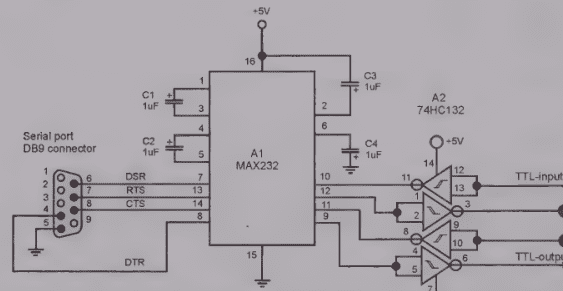 +5V
16
C1
1uF
1
3
C3
1uF
2
A2
74HC132
C2
1uF
4
5
A1
MAX232
6
C4
1uF
+5V
Serial port
DB9 connector
14
1
2
3
4
5
6
7
8
9
DSR
RTS
CTS
7
13
14
8
10
12
11
9
11
12
13
TTL-input
1
2
3
8
9
10
DTR
15
4
5
6
TTL-output
7